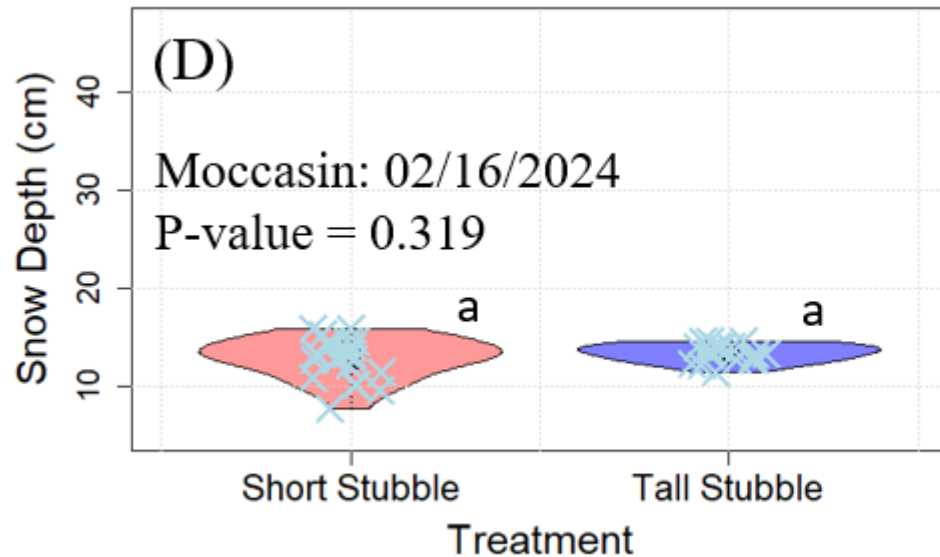 (D)
Moccasin: 02/16/2024
P-value = 0.319
Snow Depth (cm)
40
30
20
10
a
a
Short Stubble
Tall Stubble
Treatment